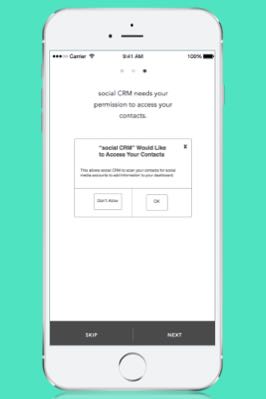 Carrier 9:41 AM 100%
social CRM needs your
permission to access your
contacts.
"social CRM" Would Like x
to Access Your Contacts
This allows social CRM to scan your contacts for social
media accounts to add information to your dashboard.
Don't Allow OK
SKIP NEXT